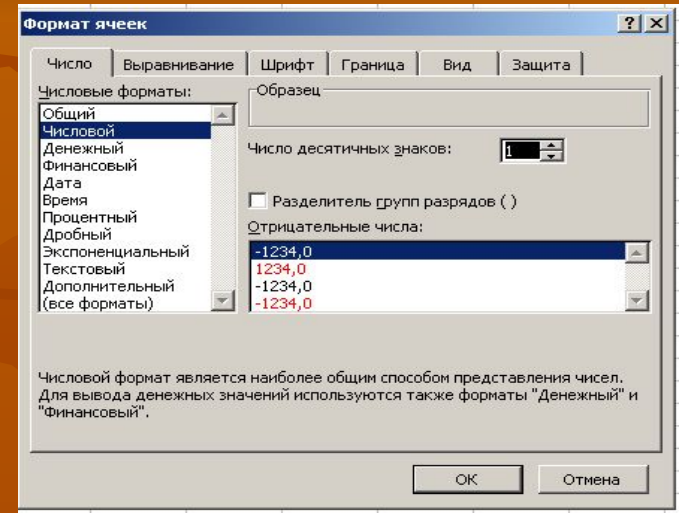 Формат ячеек
Число Выравнивание Шрифт Граница Вид Защита
Числовые форматы:
Общий
Числовой
Денежный
Финансовый
Дата
Время
Процентный
Дробный
Экспоненциальный
Текстовый
Дополнительный
(все форматы)
Образец
Число десятичных знаков: 1
Разделитель групп разрядов ( )
Отрицательные числа:
-1234,0
1234,0
-1234,0
-1234,0
Числовой формат является наиболее общим способом представления чисел.
Для вывода денежных значений используются также форматы "Денежный" и
"Финансовый".
ОК Отмена